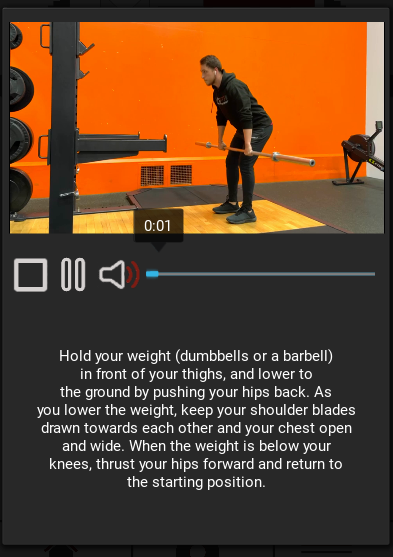 0:01
Hold your weight (dumbbells or a barbell)
in front of your thighs, and lower to
the ground by pushing your hips back. As
you lower the weight, keep your shoulder blades
drawn towards each other and your chest open
and wide. When the weight is below your
knees, thrust your hips forward and return to
the starting position.